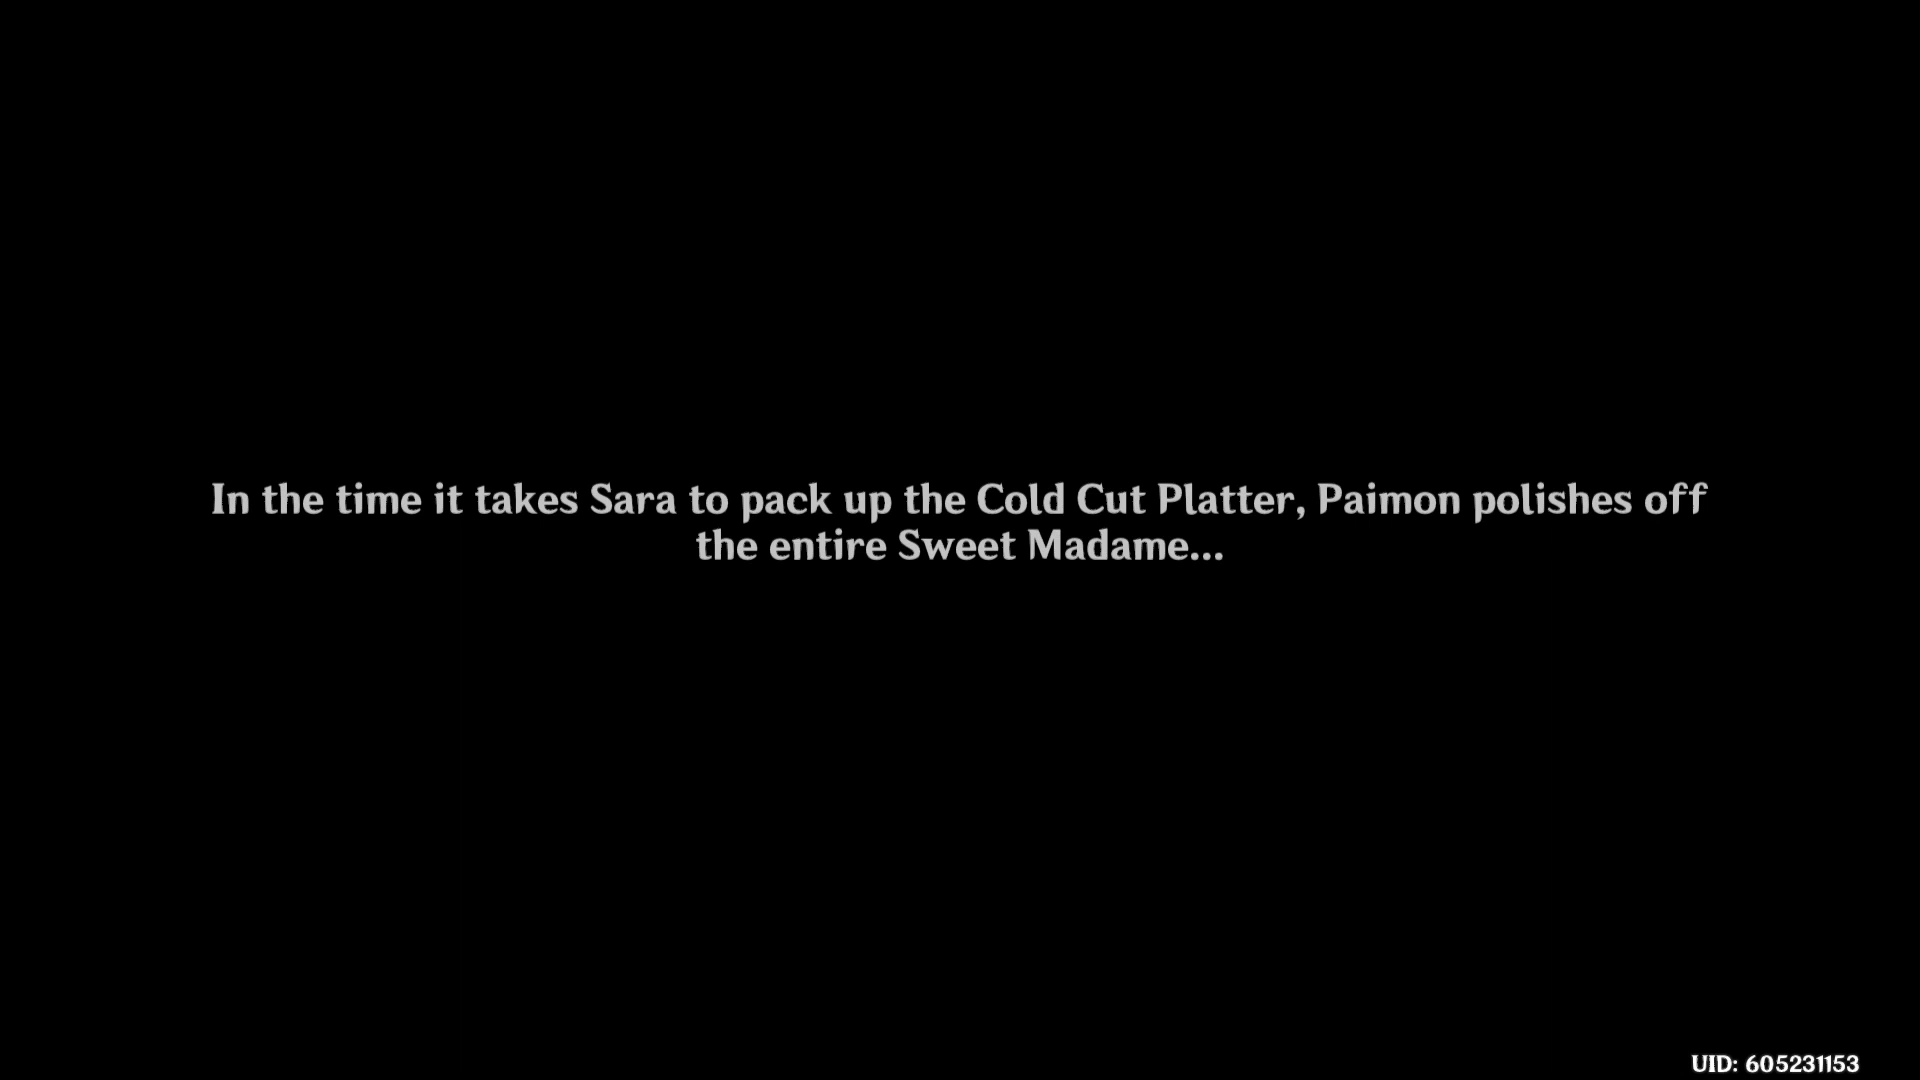 In the time it takes Sara to pack up the Cold Cut Platter, Paimon polishes off
the entire Sweet Madame...
UID: 605231153